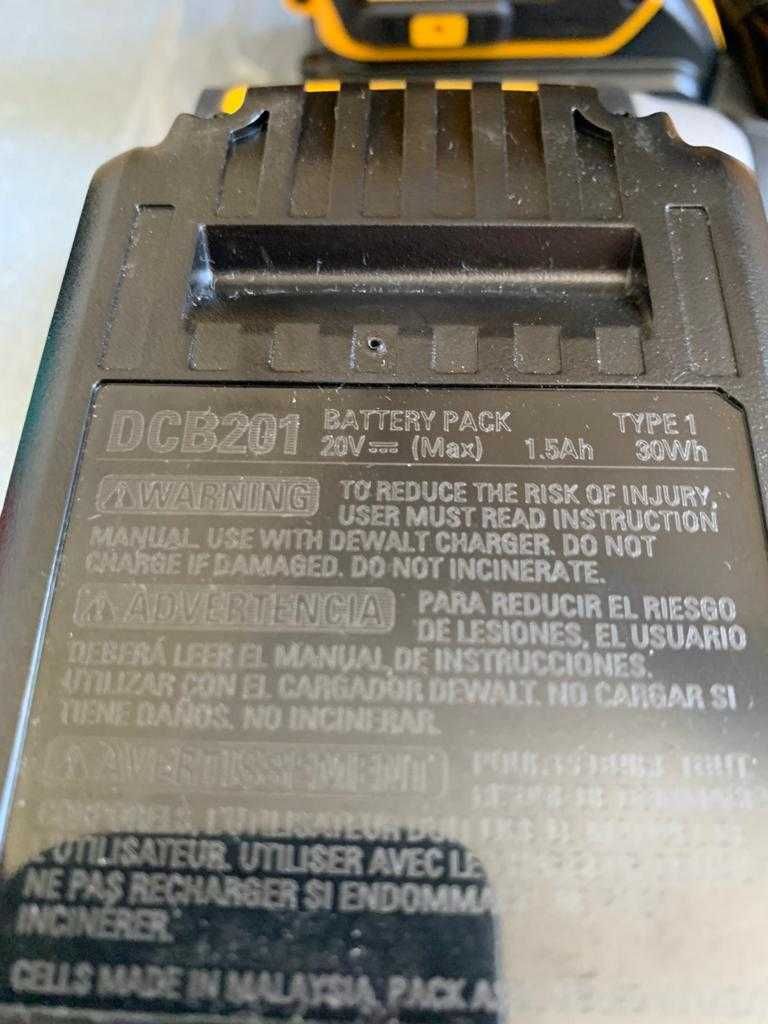 DCB201 BATTERY PACK TYPE 1
20V⎓ (Max) 1.5Ah 30Wh
⚠WARNING TO REDUCE THE RISK OF INJURY,
USER MUST READ INSTRUCTION
MANUAL. USE WITH DEWALT CHARGER. DO NOT
CHARGE IF DAMAGED. DO NOT INCINERATE.
⚠ADVERTENCIA PARA REDUCIR EL RIESGO
DE LESIONES, EL USUARIO
DEBERÁ LEER EL MANUAL DE INSTRUCCIONES.
UTILIZAR CON EL CARGADOR DEWALT. NO CARGAR SI
TIENE DAÑOS. NO INCINERAR.
⚠AVERTISSEMENT
L'UTILISATEUR
L'UTILISATEUR. UTILISER AVEC LE
NE PAS RECHARGER SI ENDOMMA
INCINÉRER.
CELLS MADE IN MALAYSIA, PACK AS